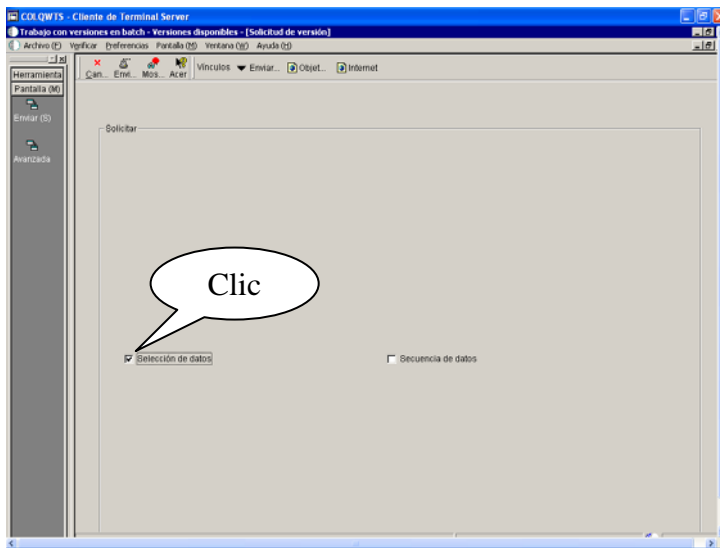 COLQWTS - Cliente de Terminal Server
Trabajo con versiones en batch - Versiones disponibles - [Solicitud de versión]
Archivo (F) Verificar Preferencias Pantalla (M) Ventana (W) Ayuda (H)
Can... Envi... Mos... Acer Vínculos Enviar... Objet... Internet
Herramienta
Pantalla (M)
Enviar (S)
Avanzada
Solicitar
Clic
Selección de datos
Secuencia de datos